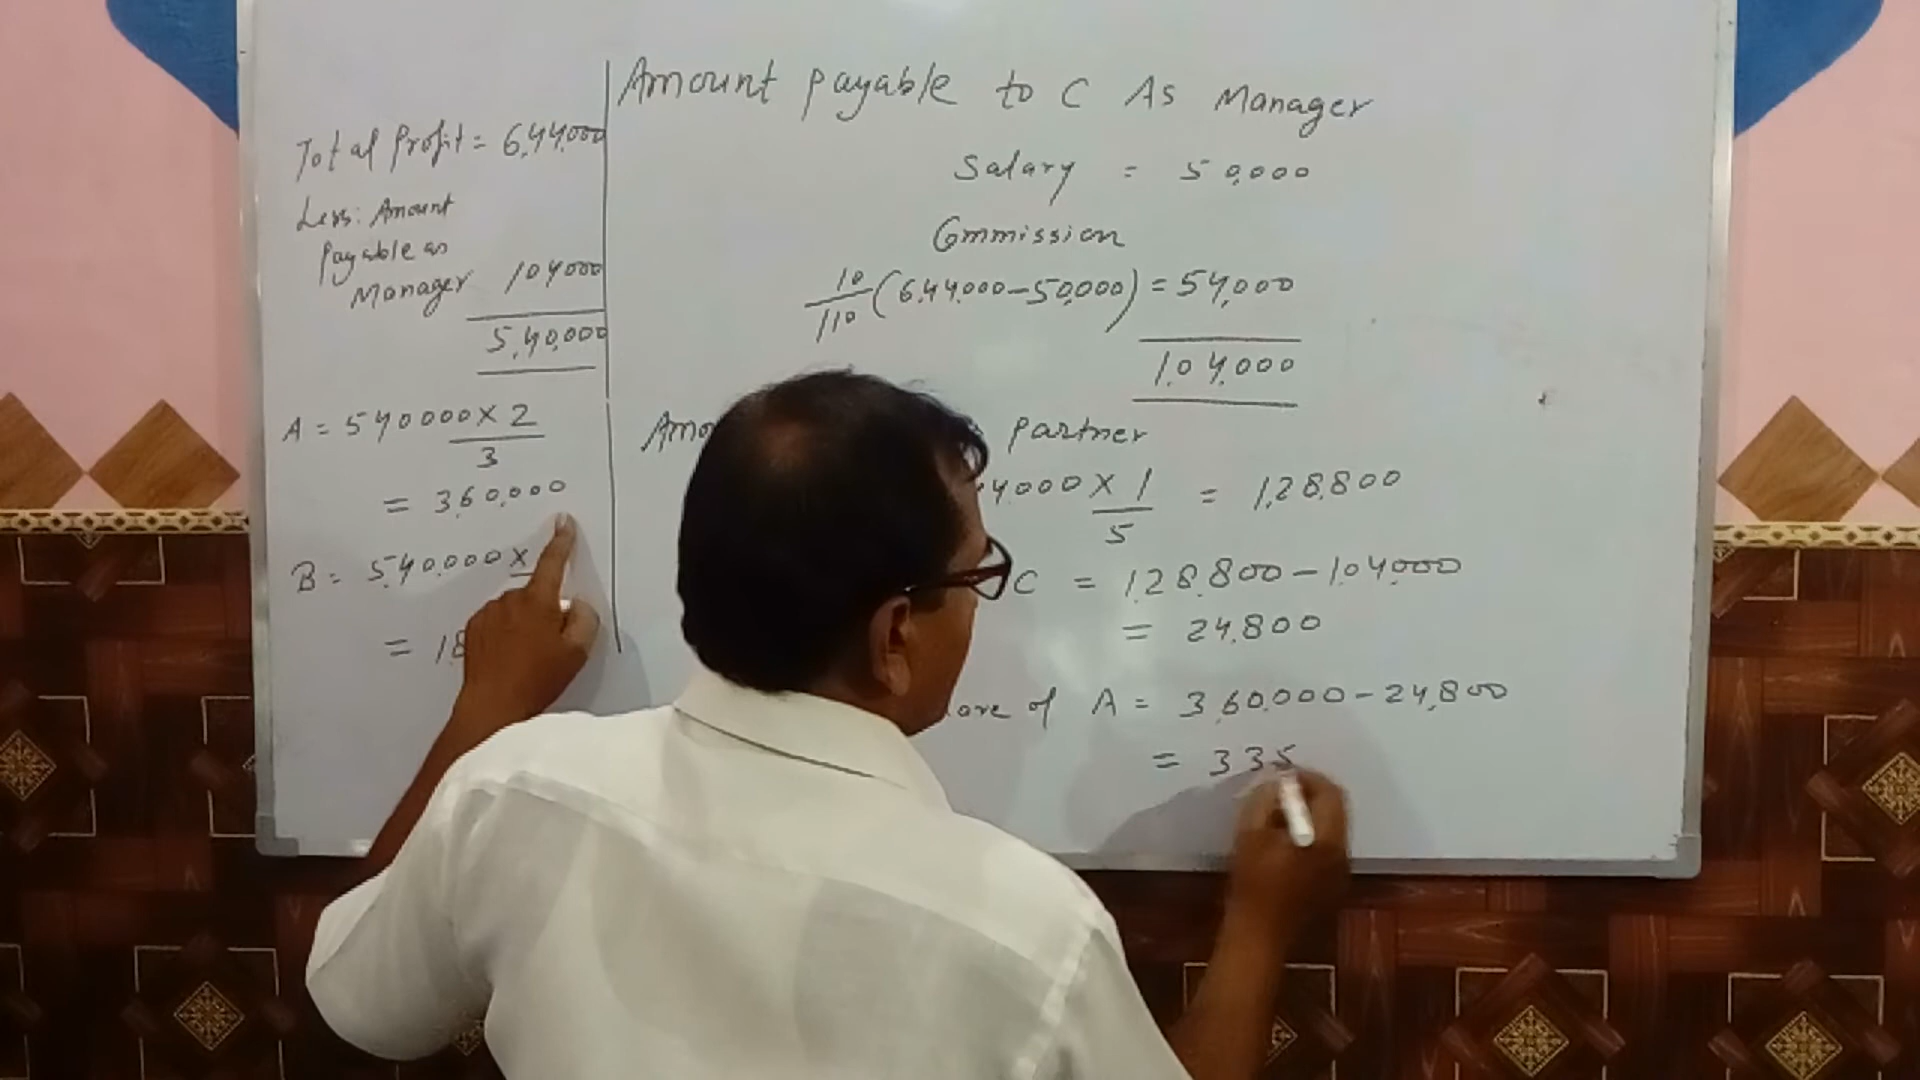 Total Profit = 6,44,000
Less: Amount
Payable as
Manager 104000
5,40,000
A = 540000 X 2
3
= 3,60,000
B = 5,40,000 X
= 18
Amount Payable to C As Manager
Salary = 50,000
Commission
10/110 (6,44,000 - 50,000) = 54,000
1,04,000
Partner
4,000 X 1/5 = 1,28,800
C = 1,28,800 - 1,04,000
= 24,800
of A = 3,60,000 - 24,800
= 335